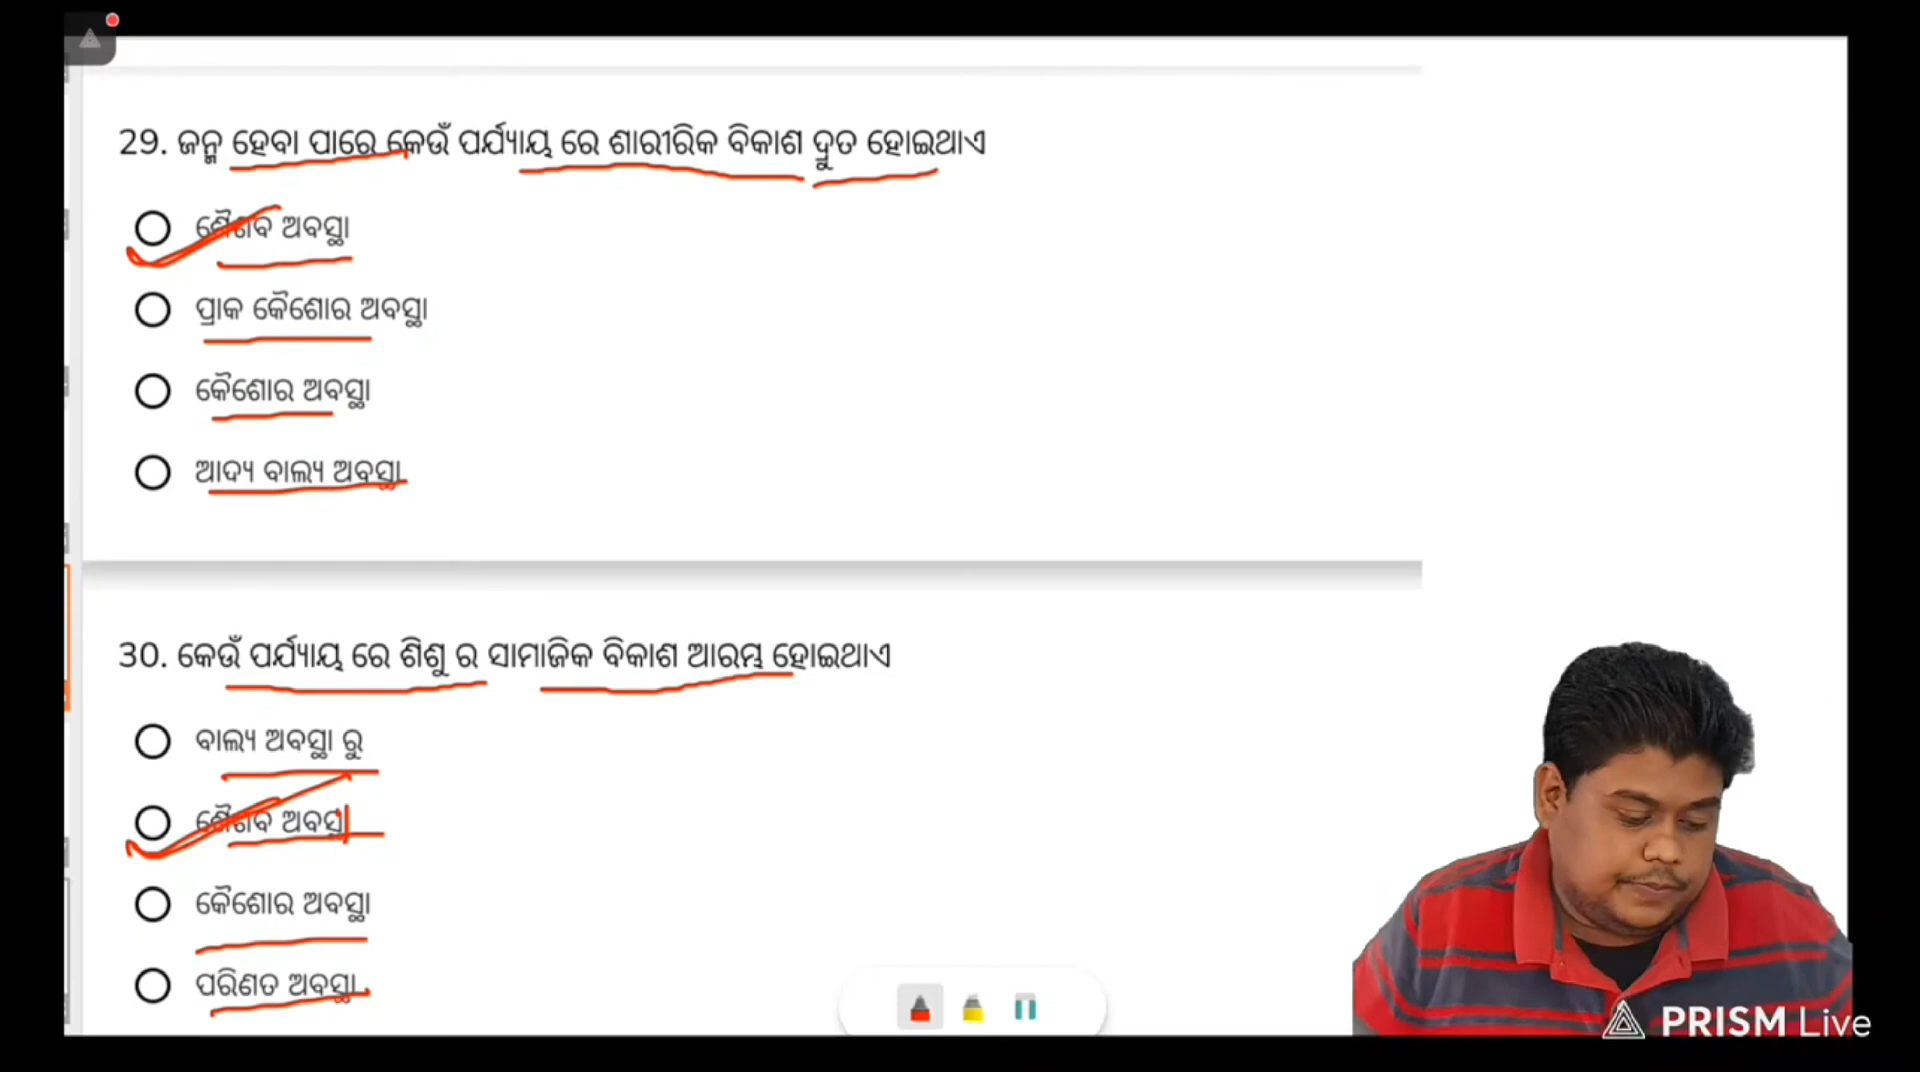 29. ଜନ୍ମ ହେବା ପାରେ କେଉଁ ପର୍ଯ୍ୟାୟ ରେ ଶାରୀରିକ ବିକାଶ ଦ୍ରୁତ ହୋଇଥାଏ
ଶୈଶବ ଅବସ୍ଥା
ପ୍ରାକ କୈଶୋର ଅବସ୍ଥା
କୈଶୋର ଅବସ୍ଥା
ଆଦ୍ୟ ବାଲ୍ୟ ଅବସ୍ଥା
30. କେଉଁ ପର୍ଯ୍ୟାୟ ରେ ଶିଶୁ ର ସାମାଜିକ ବିକାଶ ଆରମ୍ଭ ହୋଇଥାଏ
ବାଲ୍ୟ ଅବସ୍ଥା ରୁ
ଶୈଶବ ଅବସ୍ଥା
କୈଶୋର ଅବସ୍ଥା
ପରିଣତ ଅବସ୍ଥା
PRISM Live